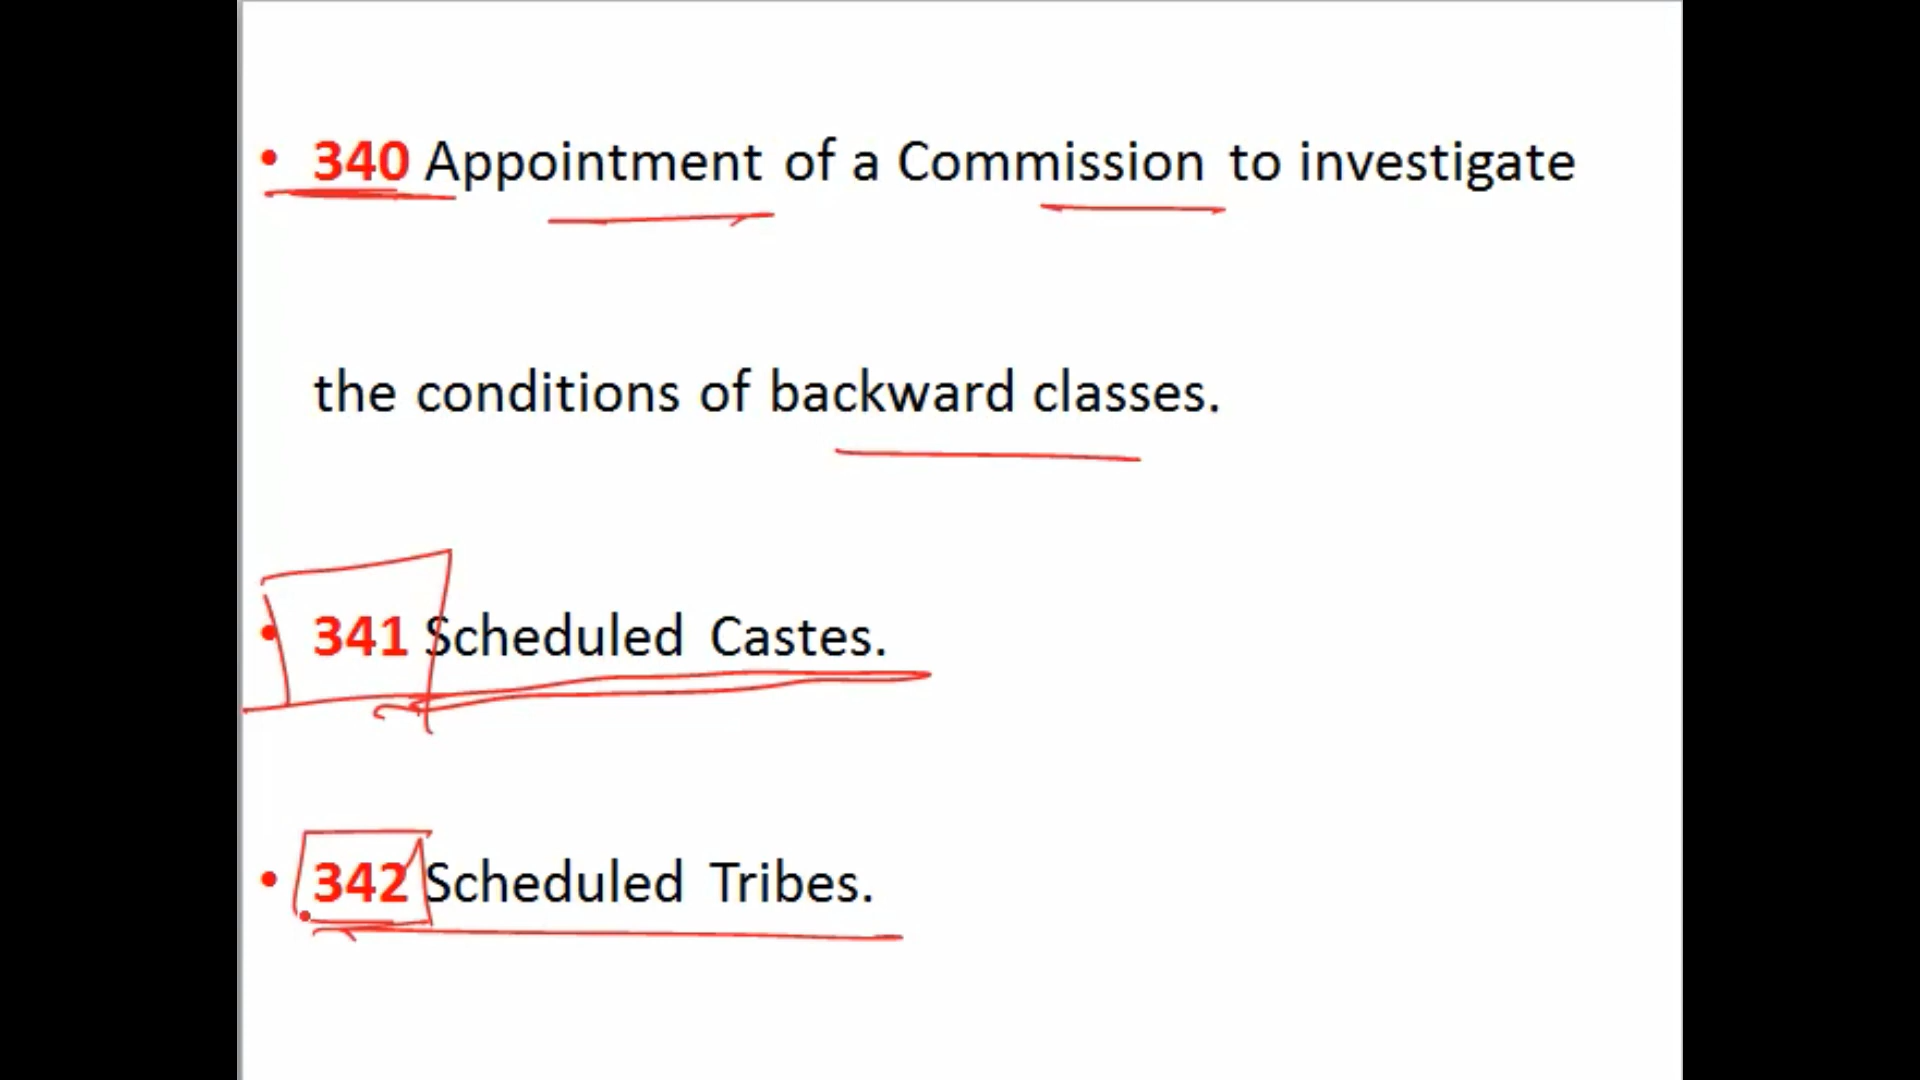 • 340 Appointment of a Commission to investigate
the conditions of backward classes.
• 341 Scheduled Castes.
• 342 Scheduled Tribes.